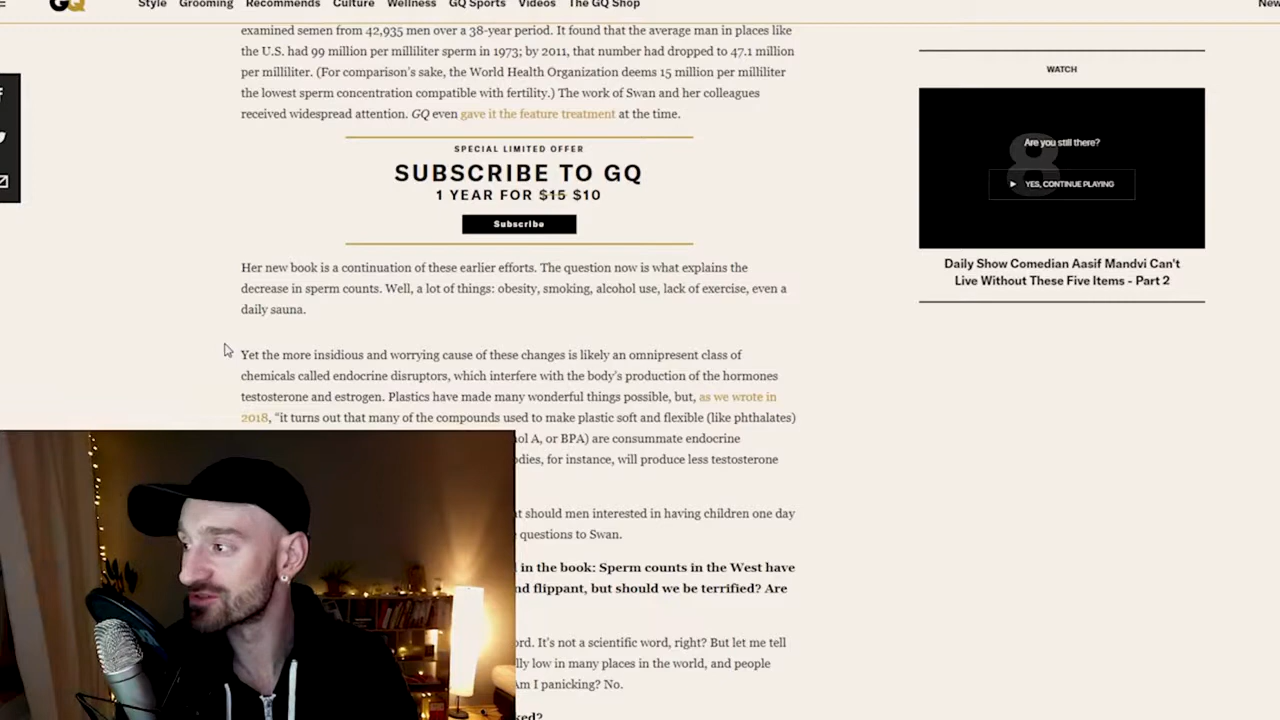 GQ
Style Grooming Recommends Culture Wellness GQ Sports Videos The GQ Shop
examined semen from 42,935 men over a 38-year period. It found that the average man in places like
the U.S. had 99 million per milliliter sperm in 1973; by 2011, that number had dropped to 47.1 million
per milliliter. (For comparison's sake, the World Health Organization deems 15 million per milliliter
the lowest sperm concentration compatible with fertility.) The work of Swan and her colleagues
received widespread attention. GQ even gave it the feature treatment at the time.
SPECIAL LIMITED OFFER
SUBSCRIBE TO GQ
1 YEAR FOR $15 $10
Subscribe
Her new book is a continuation of these earlier efforts. The question now is what explains the
decrease in sperm counts. Well, a lot of things: obesity, smoking, alcohol use, lack of exercise, even a
daily sauna.
Yet the more insidious and worrying cause of these changes is likely an omnipresent class of
chemicals called endocrine disruptors, which interfere with the body's production of the hormones
testosterone and estrogen. Plastics have made many wonderful things possible, but, as we wrote in
2018, “it turns out that many of the compounds used to make plastic soft and flexible (like phthalates)
A, or BPA) are consummate endocrine
for instance, will produce less testosterone
should men interested in having children one day
questions to Swan.
in the book: Sperm counts in the West have
flippant, but should we be terrified? Are
It's not a scientific word, right? But let me tell
low in many places in the world, and people
Am I panicking? No.
WATCH
8
Are you still there?
YES, CONTINUE PLAYING
Daily Show Comedian Aasif Mandvi Can't
Live Without These Five Items - Part 2